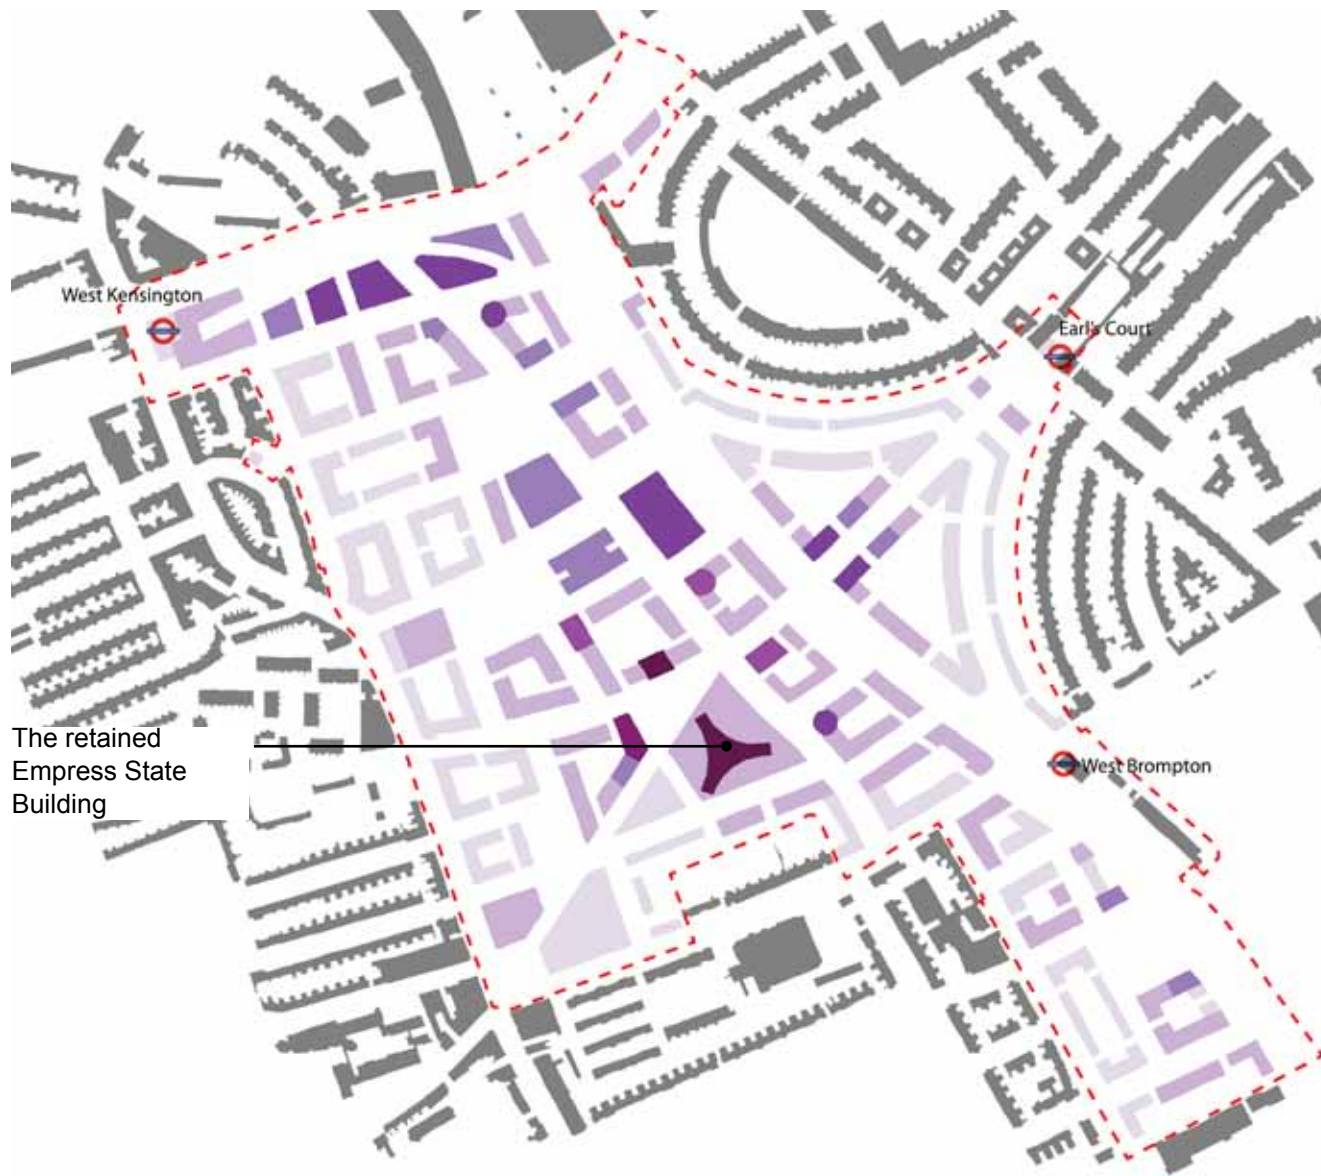 West Kensington
Earl's Court
The retained
Empress State
Building
West Brompton